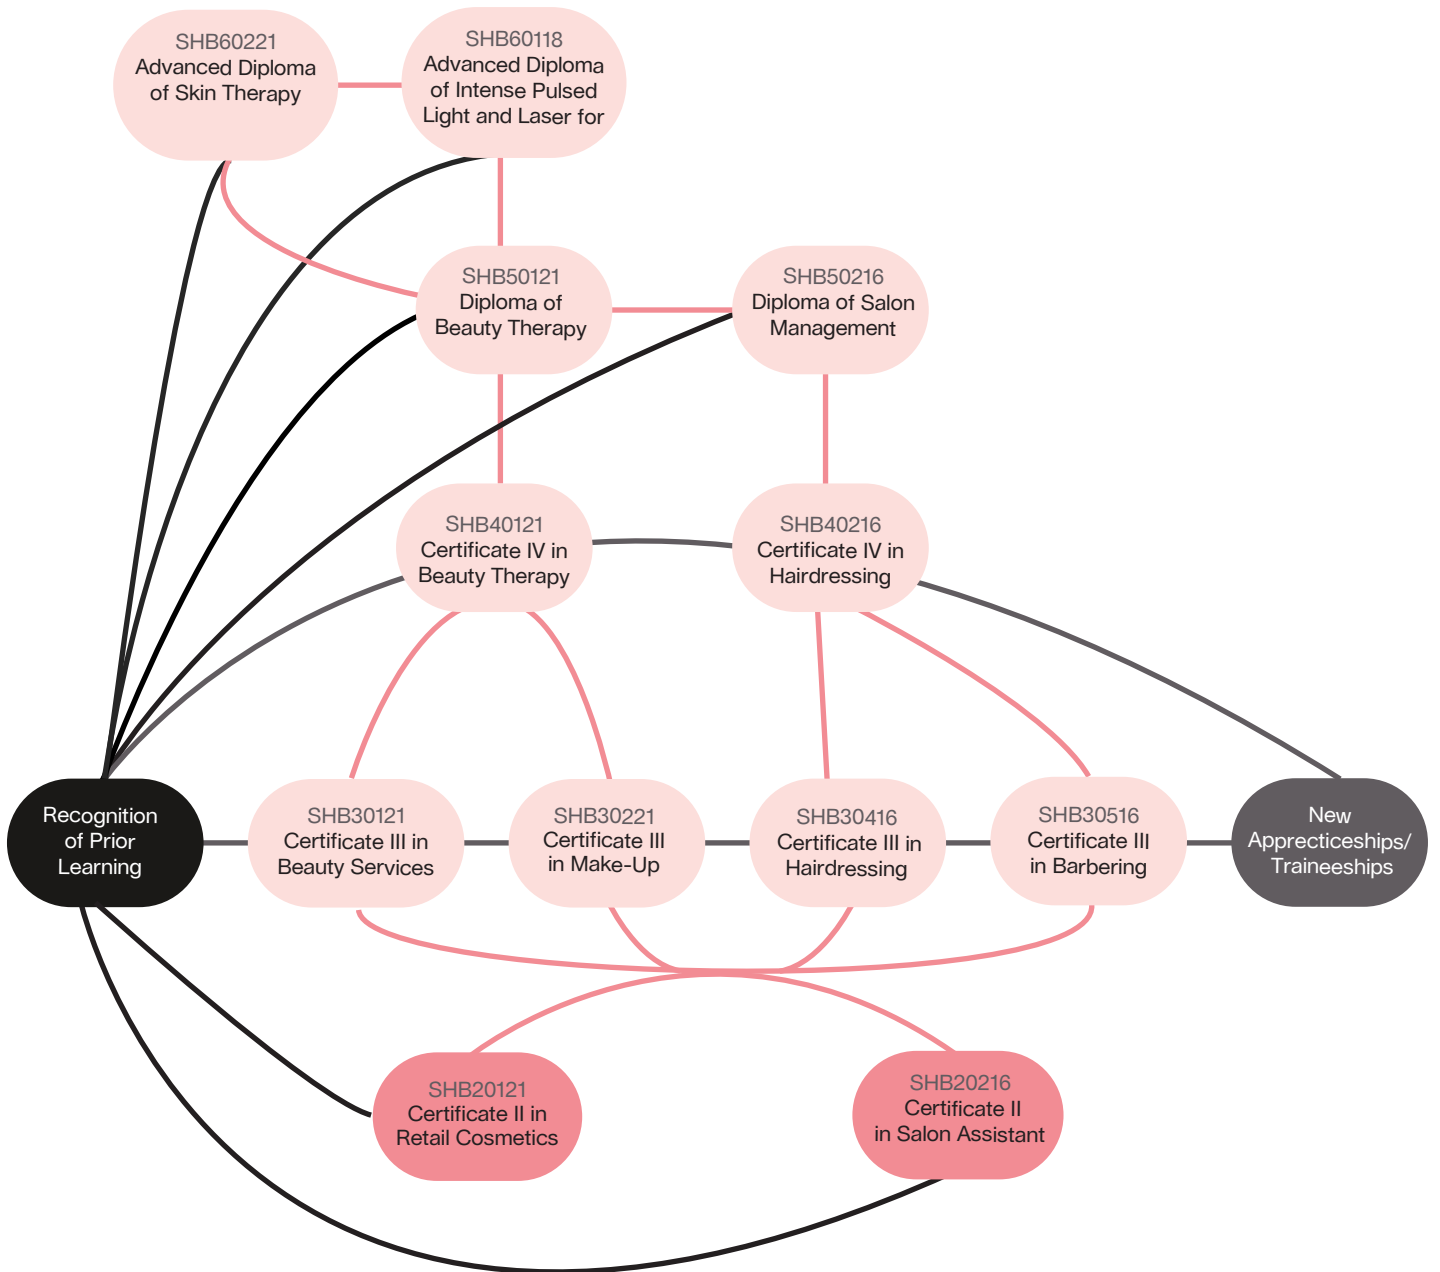 SHB60221
Advanced Diploma
of Skin Therapy
SHB60118
Advanced Diploma
of Intense Pulsed
Light and Laser for
SHB50121
Diploma of
Beauty Therapy
SHB50216
Diploma of Salon
Management
SHB40121
Certificate IV in
Beauty Therapy
SHB40216
Certificate IV in
Hairdressing
Recognition
of Prior
Learning
SHB30121
Certificate III in
Beauty Services
SHB30221
Certificate III
in Make-Up
SHB30416
Certificate III in
Hairdressing
SHB30516
Certificate III
in Barbering
New
Apprecticeships/
Traineeships
SHB20121
Certificate II in
Retail Cosmetics
SHB20216
Certificate II
in Salon Assistant